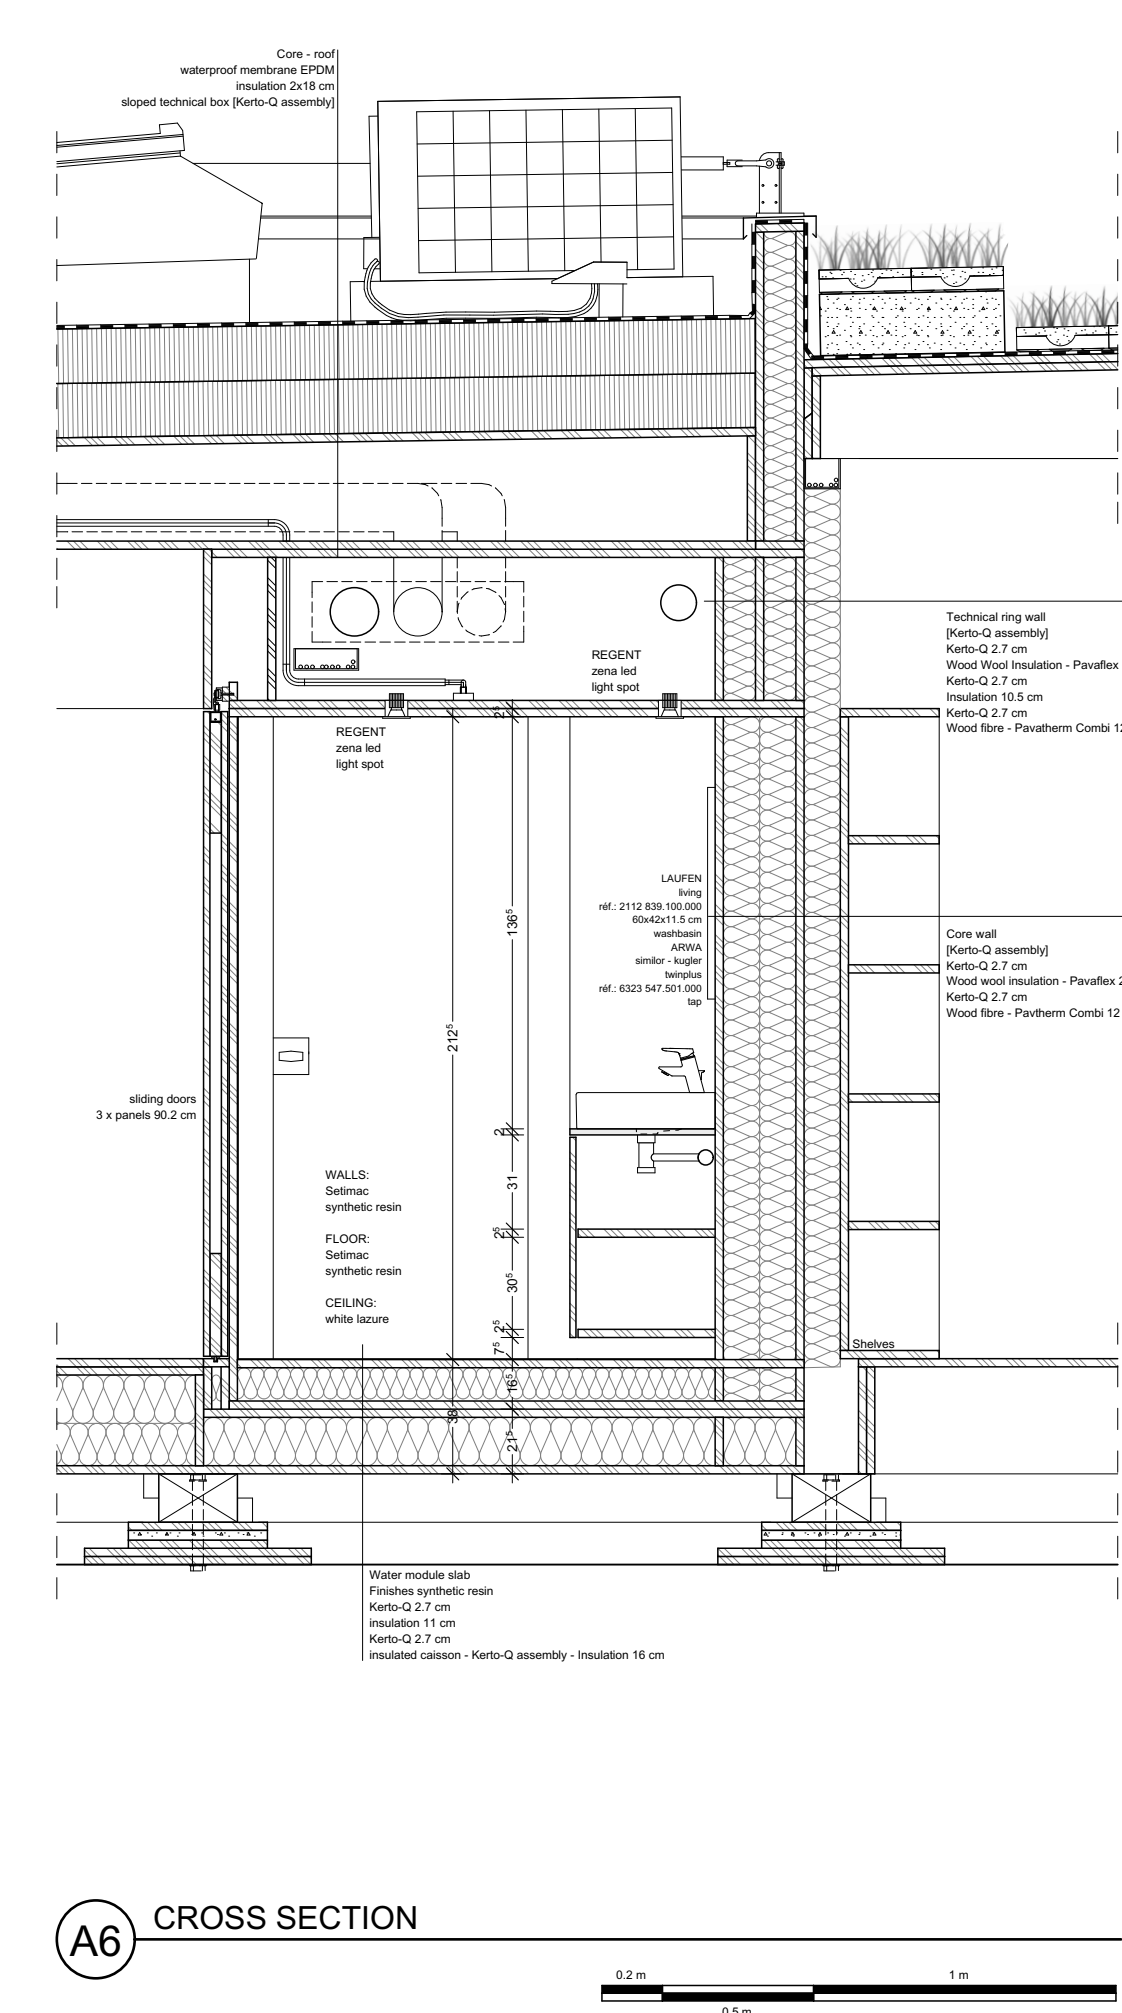 Core - roof
waterproof membrane EPDM
insulation 2x18 cm
sloped technical box [Kerto-Q assembly]
Technical ring wall
[Kerto-Q assembly]
Kerto-Q 2.7 cm
Wood Wool Insulation - Pavaflex
Kerto-Q 2.7 cm
Insulation 10.5 cm
Kerto-Q 2.7 cm
Wood fibre - Pavatherm Combi 12
REGENT
zena led
light spot
2⁵
REGENT
zena led
light spot
LAUFEN
living
réf.: 2112 839.100.000
60x42x11.5 cm
washbasin
ARWA
similor - kugler
twinplus
réf.: 6323 547.501.000
tap
136⁵
212⁵
Core wall
[Kerto-Q assembly]
Kerto-Q 2.7 cm
Wood wool insulation - Pavaflex 2
Kerto-Q 2.7 cm
Wood fibre - Pavtherm Combi 12
sliding doors
3 x panels 90.2 cm
2
31
2⁵
30⁵
2⁵
7⁵
16⁵
38
21⁵
WALLS:
Setimac
synthetic resin
FLOOR:
Setimac
synthetic resin
CEILING:
white lazure
Shelves
Water module slab
Finishes synthetic resin
Kerto-Q 2.7 cm
insulation 11 cm
Kerto-Q 2.7 cm
insulated caisson - Kerto-Q assembly - Insulation 16 cm
A6
CROSS SECTION
0.2 m
1 m
0.5 m